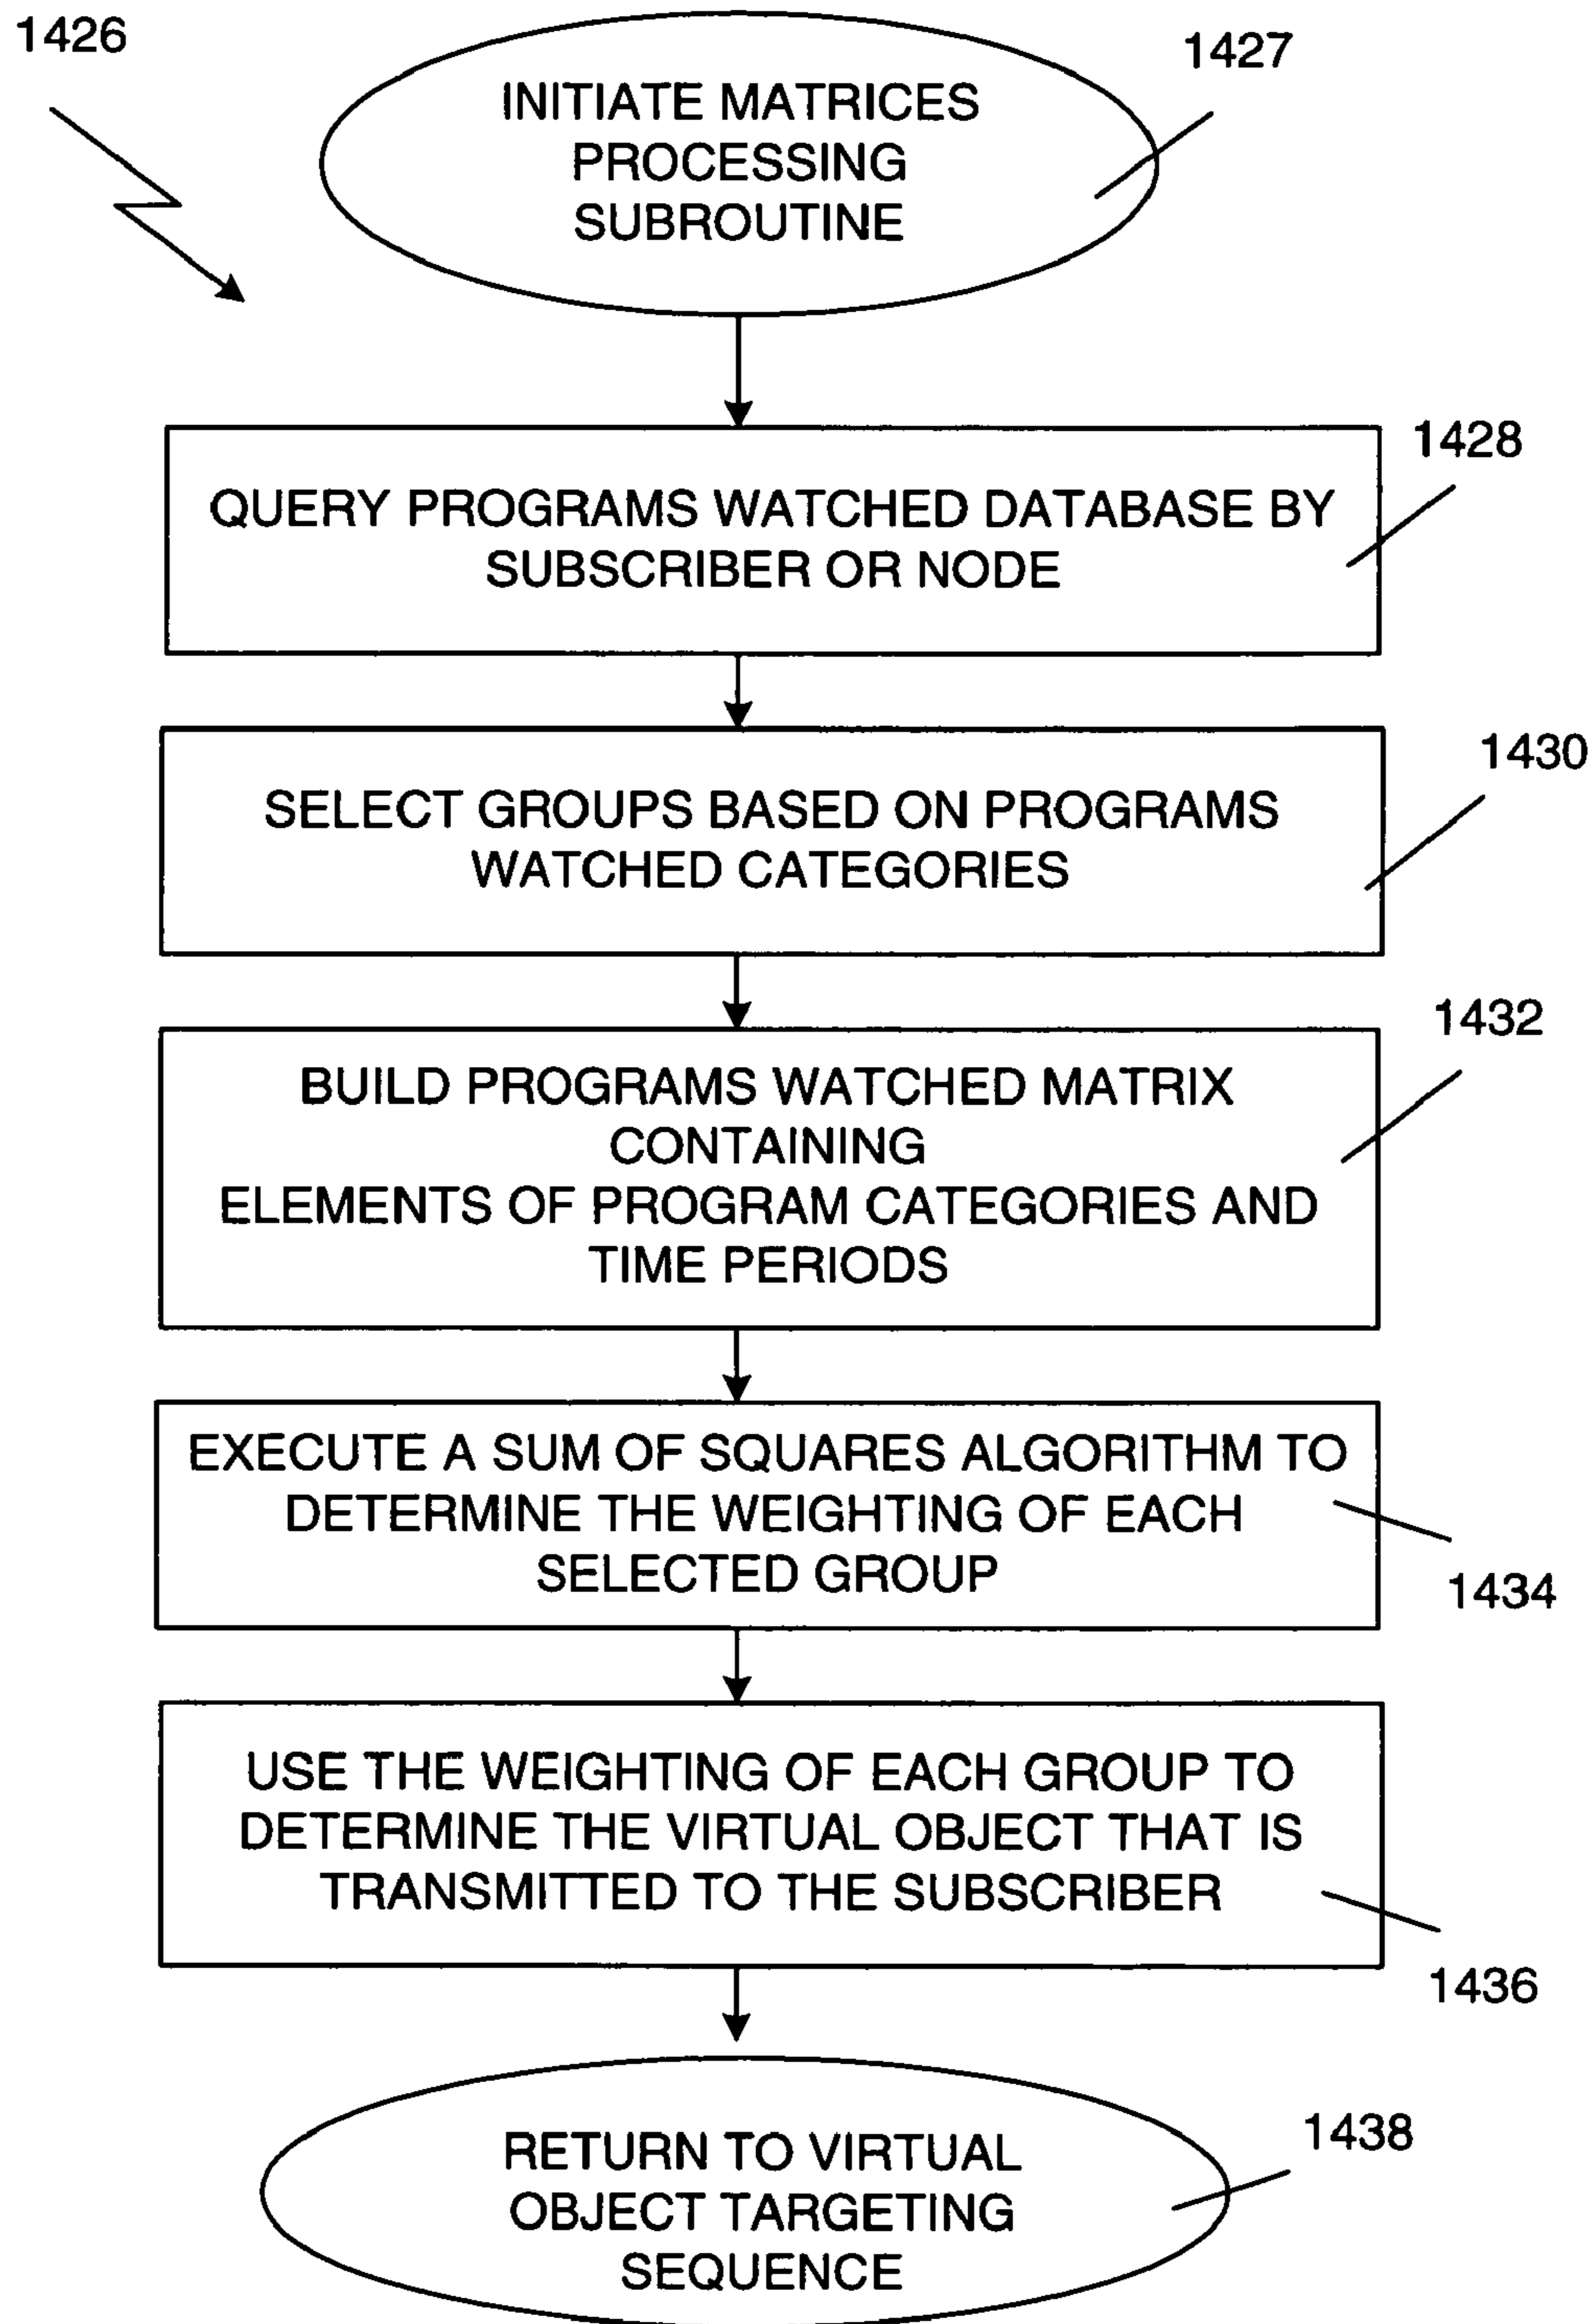 1426
1427
INITIATE MATRICES
PROCESSING
SUBROUTINE
1428
QUERY PROGRAMS WATCHED DATABASE BY
SUBSCRIBER OR NODE
1430
SELECT GROUPS BASED ON PROGRAMS
WATCHED CATEGORIES
1432
BUILD PROGRAMS WATCHED MATRIX
CONTAINING
ELEMENTS OF PROGRAM CATEGORIES AND
TIME PERIODS
EXECUTE A SUM OF SQUARES ALGORITHM TO
DETERMINE THE WEIGHTING OF EACH
SELECTED GROUP
1434
USE THE WEIGHTING OF EACH GROUP TO
DETERMINE THE VIRTUAL OBJECT THAT IS
TRANSMITTED TO THE SUBSCRIBER
1436
1438
RETURN TO VIRTUAL
OBJECT TARGETING
SEQUENCE